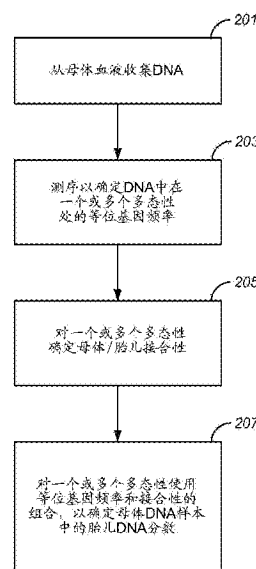 201
从母体血液收集DNA
203
测序以确定DNA中在
一个或多个多态性
处的等位基因频率
205
对一个或多个多态性
确定母体/胎儿接合性
207
对一个或多个多态性使用
等位基因频率和接合性的
组合，以确定母体DNA样本
中的胎儿DNA分数